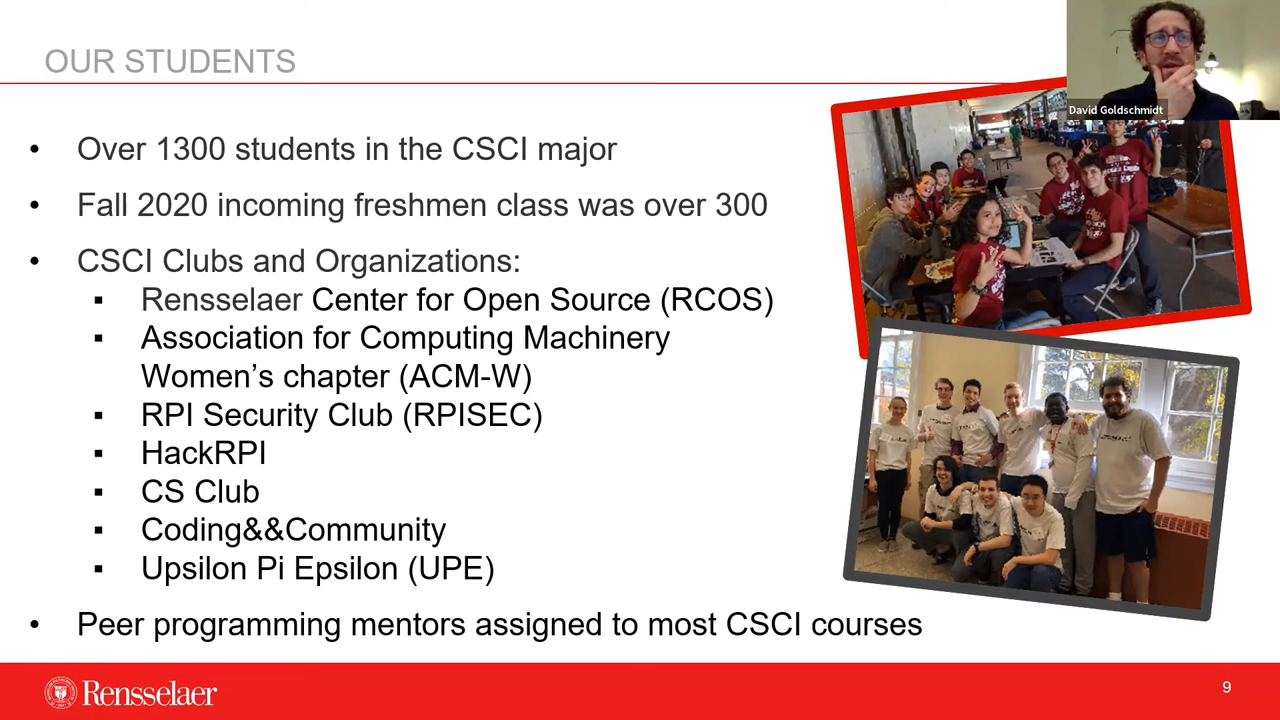 OUR STUDENTS
David Goldschmidt
• Over 1300 students in the CSCI major
• Fall 2020 incoming freshmen class was over 300
• CSCI Clubs and Organizations:
▪ Rensselaer Center for Open Source (RCOS)
▪ Association for Computing Machinery
Women’s chapter (ACM-W)
▪ RPI Security Club (RPISEC)
▪ HackRPI
▪ CS Club
▪ Coding&&Community
▪ Upsilon Pi Epsilon (UPE)
• Peer programming mentors assigned to most CSCI courses
Rensselaer
9